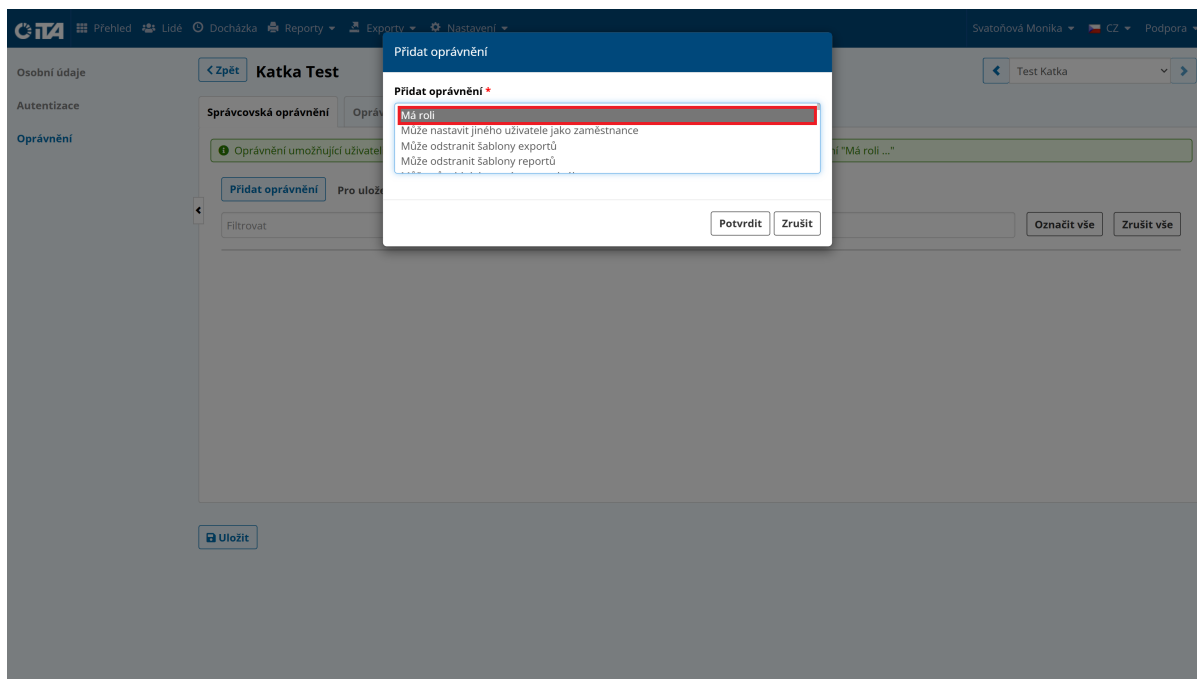 ITA Přehled Lidé Docházka Reporty Exporty Nastavení Svatoňová Monika CZ Podpora
Přidat oprávnění
Osobní údaje
Zpět Katka Test
Test Katka
Přidat oprávnění *
Autentizace
Správcovská oprávnění
Má roli
Může nastavit jiného uživatele jako zaměstnance
Oprávnění
Může odstranit šablony exportů
Oprávnění umožňující
ní "Má roli ..."
Může odstranit šablony reportů
Přidat oprávnění Pro
Filtrovat
Potvrdit Zrušit
Označit vše Zrušit vše
Uložit